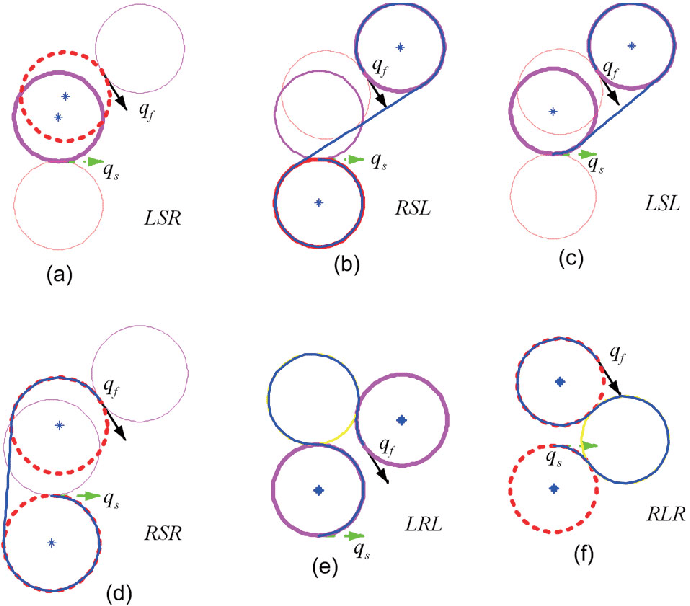 q_f
q_s
LSR
(a)
q_f
q_s
RSL
(b)
q_f
q_s
LSL
(c)
q_f
q_s
RSR
(d)
q_f
LRL
q_s
(e)
q_f
q_s
RLR
(f)